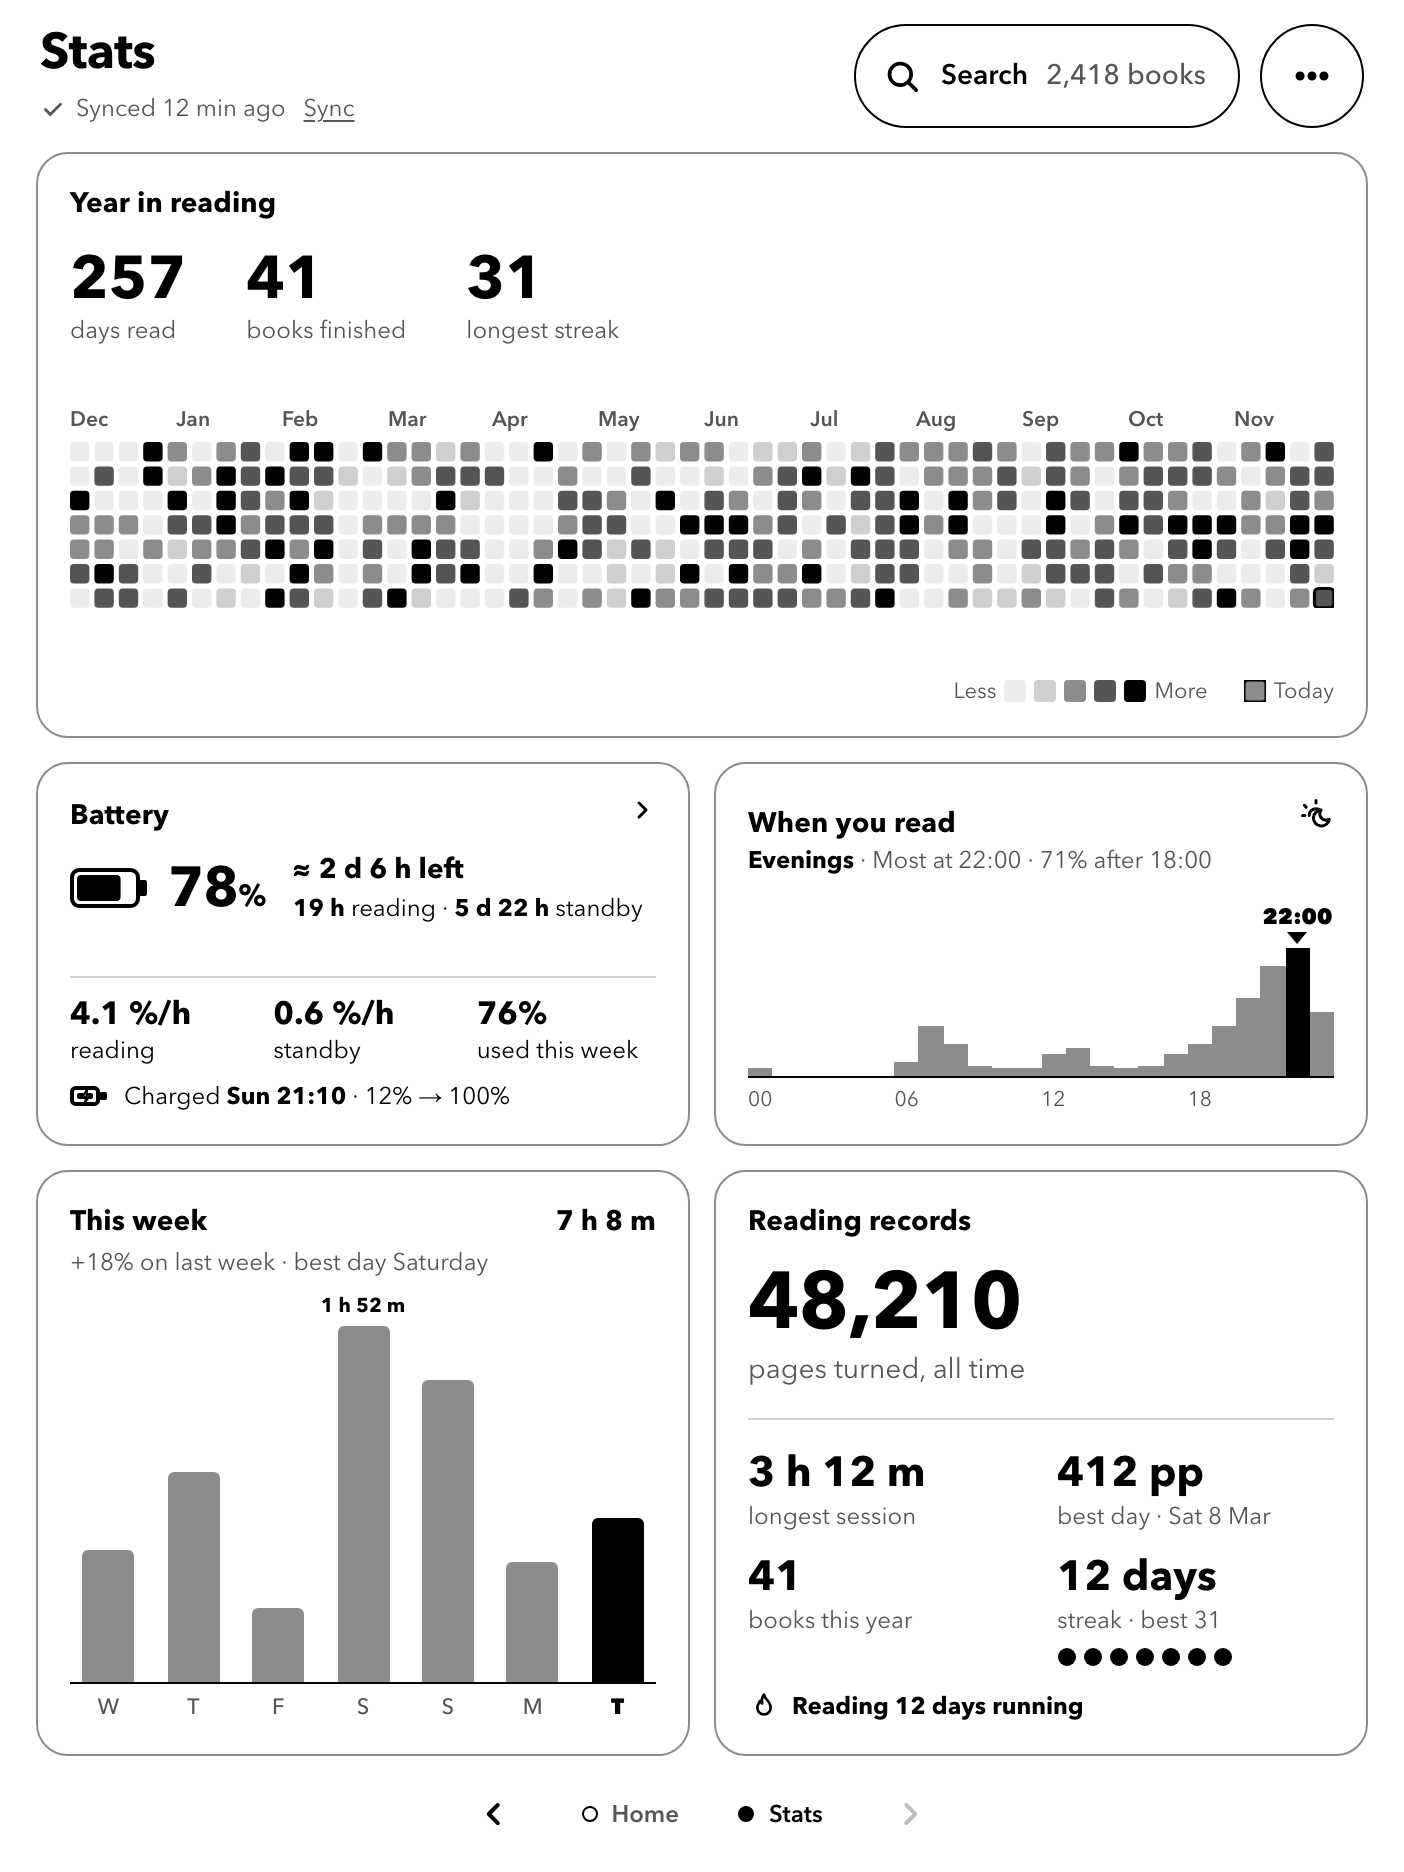 Stats
Search 2,418 books
Synced 12 min ago Sync
Year in reading
257 41 31
days read books finished longest streak
Dec Jan Feb Mar Apr May Jun Jul Aug Sep Oct Nov
Less More Today
Battery
78%
≈ 2 d 6 h left
19 h reading · 5 d 22 h standby
4.1 %/h 0.6 %/h 76%
reading standby used this week
Charged Sun 21:10 · 12% → 100%
When you read
Evenings · Most at 22:00 · 71% after 18:00
22:00
00 06 12 18
This week 7 h 8 m
+18% on last week · best day Saturday
1 h 52 m
W T F S S M T
Reading records
48,210
pages turned, all time
3 h 12 m 412 pp
longest session best day · Sat 8 Mar
41 12 days
books this year streak · best 31
Reading 12 days running
Home Stats